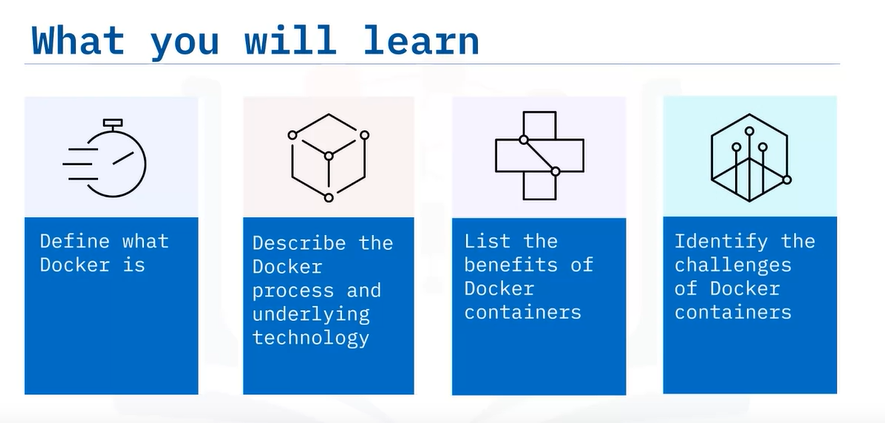 What you will learn
Define what
Docker is
Describe the
Docker
process and
underlying
technology
List the
benefits of
Docker
containers
Identify the
challenges
of Docker
containers